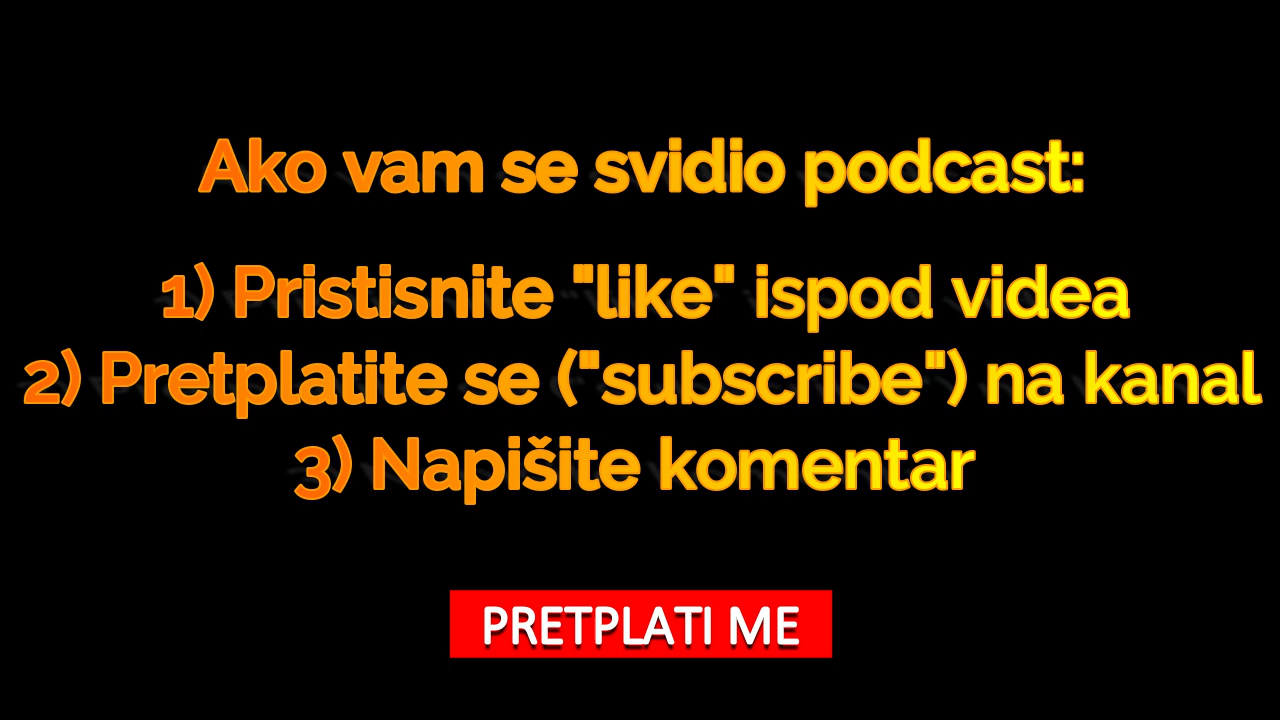 Ako vam se svidio podcast:
1) Pristisnite "like" ispod videa
2) Pretplatite se ("subscribe") na kanal
3) Napišite komentar
PRETPLATI ME